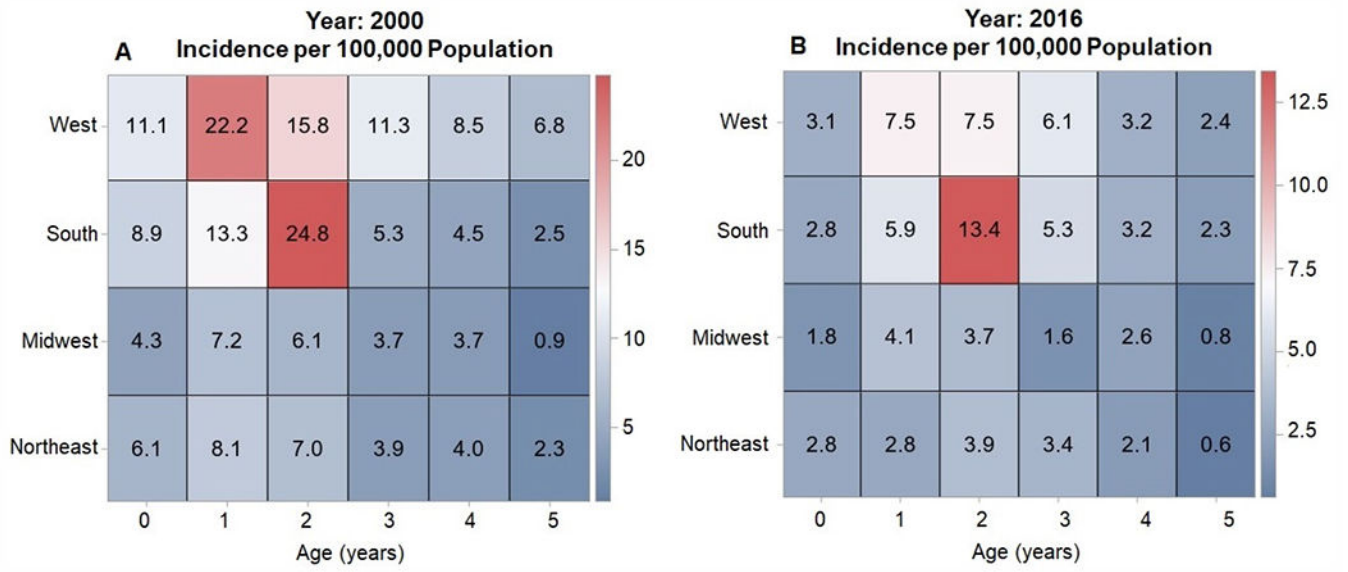 Year: 2000
A Incidence per 100,000 Population
West 11.1 22.2 15.8 11.3 8.5 6.8
South 8.9 13.3 24.8 5.3 4.5 2.5
Midwest 4.3 7.2 6.1 3.7 3.7 0.9
Northeast 6.1 8.1 7.0 3.9 4.0 2.3
0 1 2 3 4 5
Age (years)
20
15
10
5
Year: 2016
B Incidence per 100,000 Population
West 3.1 7.5 7.5 6.1 3.2 2.4
South 2.8 5.9 13.4 5.3 3.2 2.3
Midwest 1.8 4.1 3.7 1.6 2.6 0.8
Northeast 2.8 2.8 3.9 3.4 2.1 0.6
0 1 2 3 4 5
Age (years)
12.5
10.0
7.5
5.0
2.5